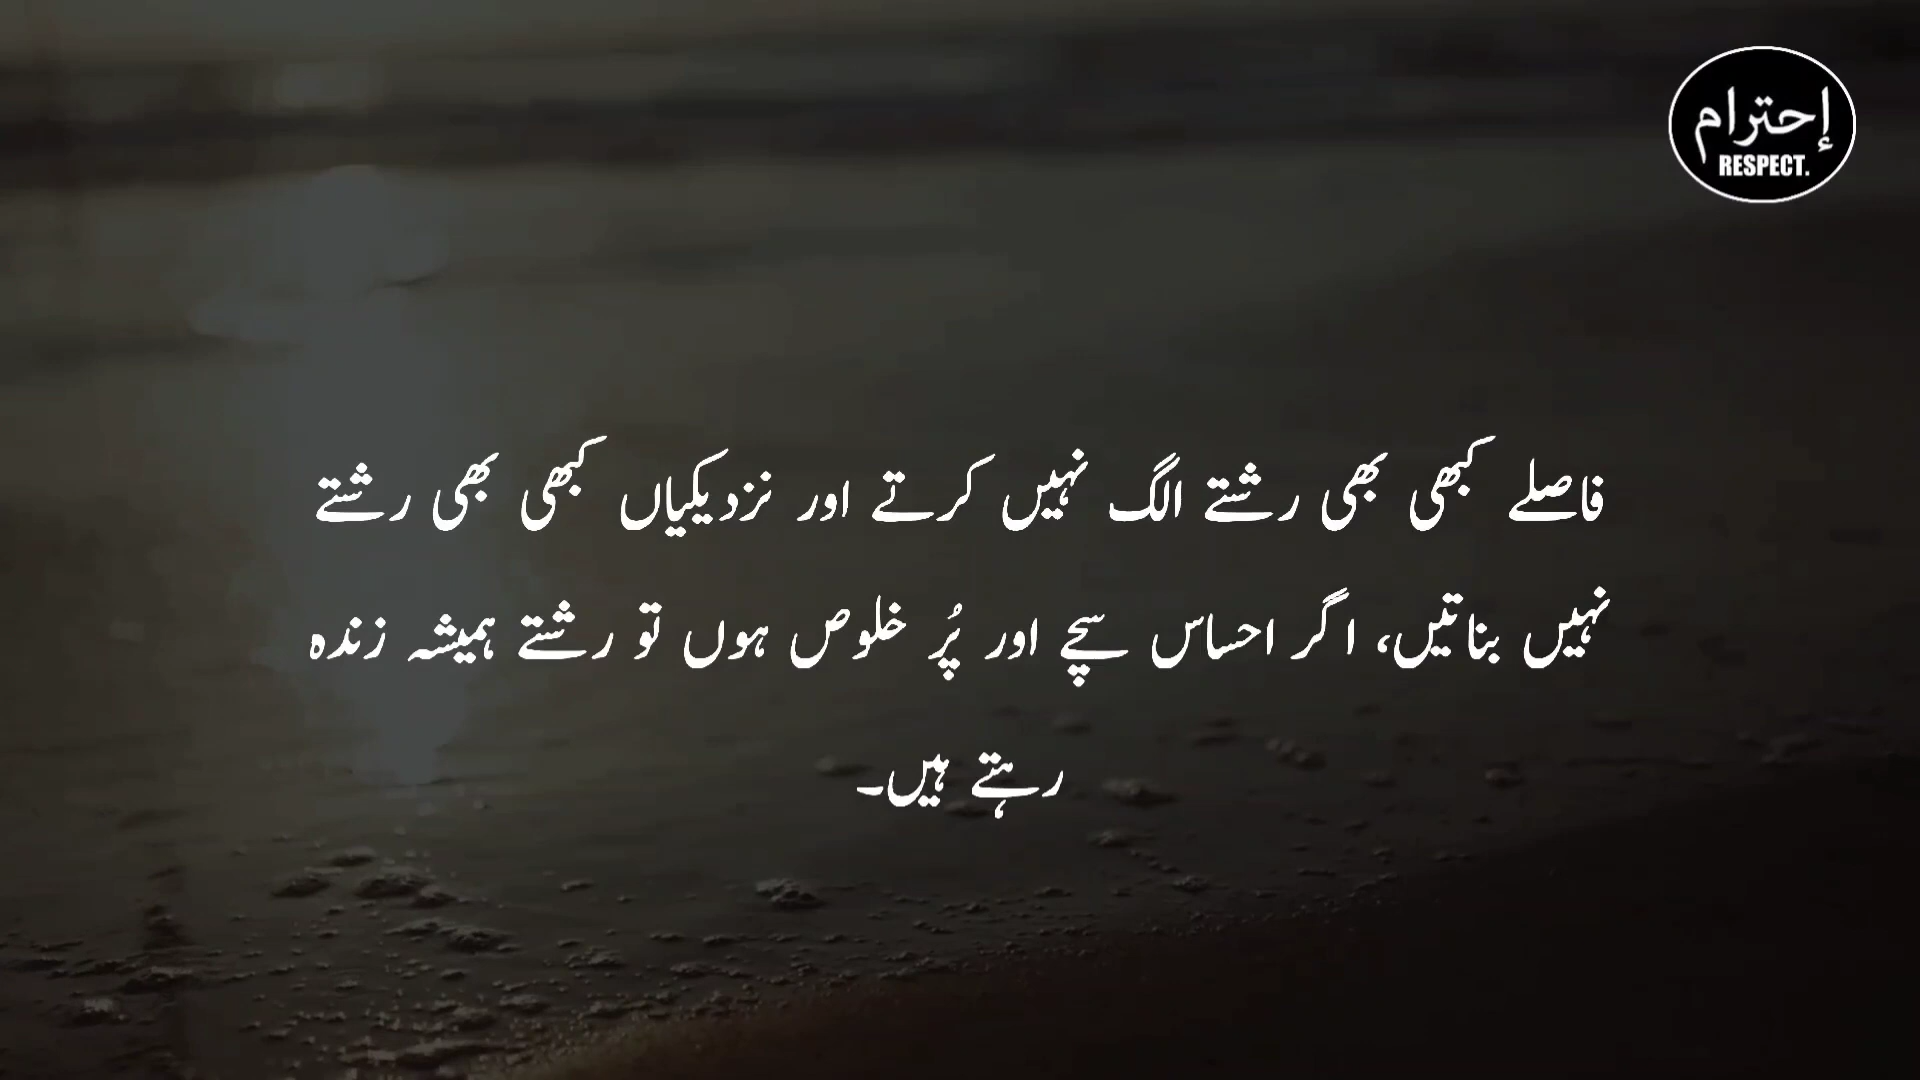 إحترام
RESPECT.
فاصلے کبھی بھی رشتے الگ نہیں کرتے اور نزدیکیاں کبھی بھی رشتے
نہیں بناتیں، اگر احساس سچے اور پُر خلوص ہوں تو رشتے ہمیشہ زندہ
رہتے ہیں۔